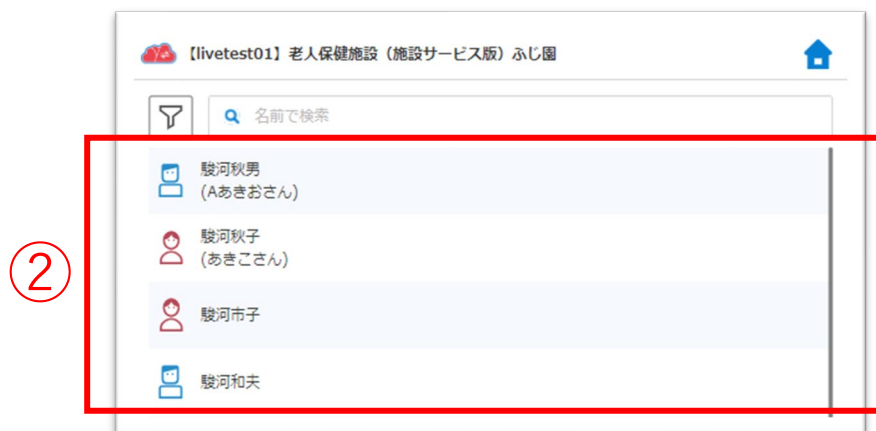 【livetest01】老人保健施設（施設サービス版）ふじ園
名前で検索
駿河秋男
(Aあきおさん)
駿河秋子
(あきこさん)
②
駿河市子
駿河和夫